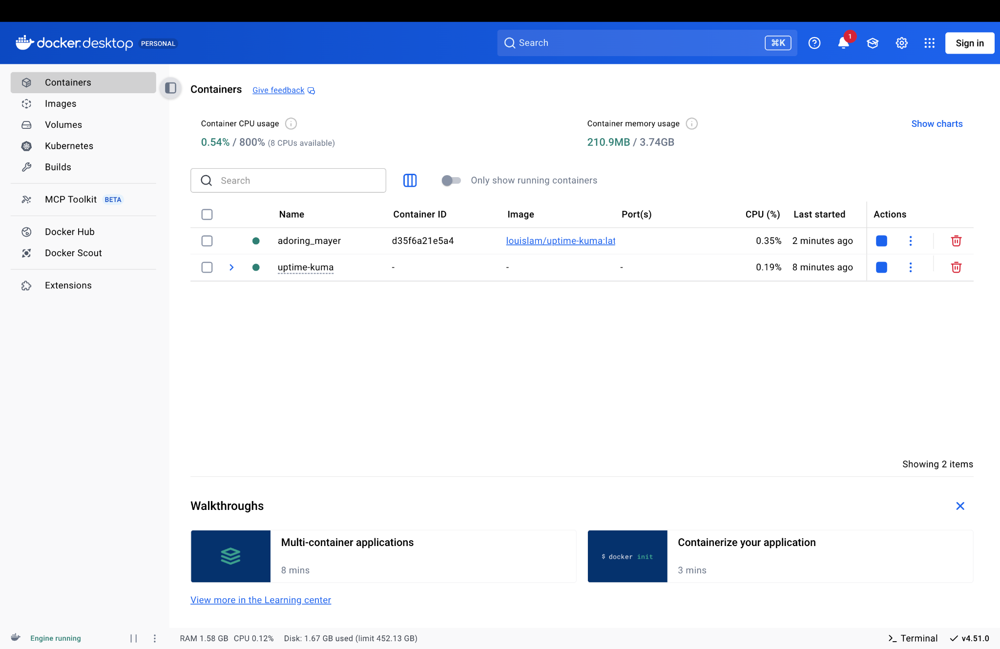 docker desktop PERSONAL
Search ⌘K
1
Sign in
Containers
Images
Volumes
Kubernetes
Builds
MCP Toolkit BETA
Docker Hub
Docker Scout
Extensions
Containers Give feedback
Container CPU usage
0.54% / 800% (8 CPUs available)
Container memory usage
210.9MB / 3.74GB
Show charts
Search
Only show running containers
Name Container ID Image Port(s) CPU (%) Last started Actions
adoring_mayer d35f6a21e5a4 louislam/uptime-kuma:lat 0.35% 2 minutes ago
uptime-kuma - - - 0.19% 8 minutes ago
Showing 2 items
Walkthroughs
Multi-container applications
8 mins
$ docker init
Containerize your application
3 mins
View more in the Learning center
Engine running
RAM 1.58 GB CPU 0.12% Disk: 1.67 GB used (limit 452.13 GB)
Terminal
v4.51.0